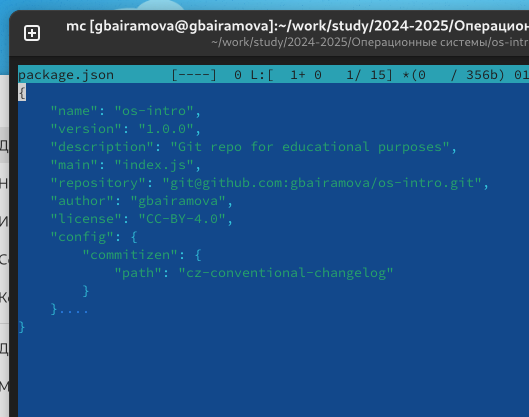 mc [gbairamova@gbairamova]:~/work/study/2024-2025/Операцион
~/work/study/2024-2025/Операционные системы/os-intr
package.json [----] 0 L:[ 1+ 0 1/ 15] *(0 / 356b) 01
{
    "name": "os-intro",
    "version": "1.0.0",
    "description": "Git repo for educational purposes",
    "main": "index.js",
    "repository": "git@github.com:gbairamova/os-intro.git",
    "author": "gbairamova",
    "license": "CC-BY-4.0",
    "config": {
        "commitizen": {
            "path": "cz-conventional-changelog"
        }
    }....
}